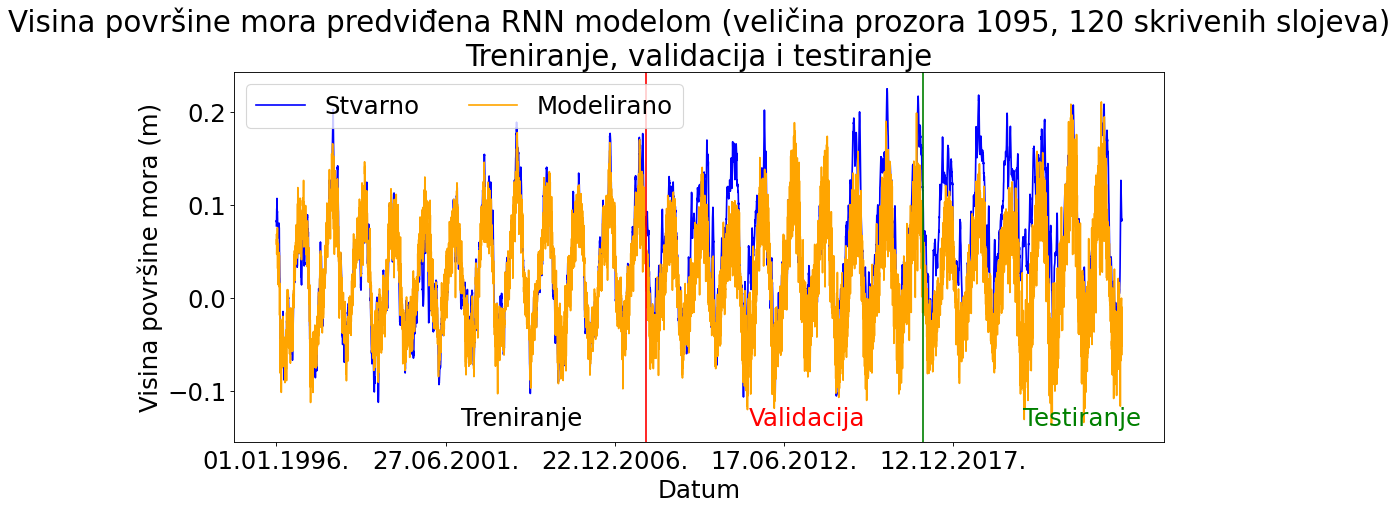 Visina površine mora predviđena RNN modelom (veličina prozora 1095, 120 skrivenih slojeva)
Treniranje, validacija i testiranje
Stvarno Modelirano
Visina površine mora (m)
0.2
0.1
0.0
−0.1
Treniranje Validacija Testiranje
01.01.1996. 27.06.2001. 22.12.2006. 17.06.2012. 12.12.2017.
Datum